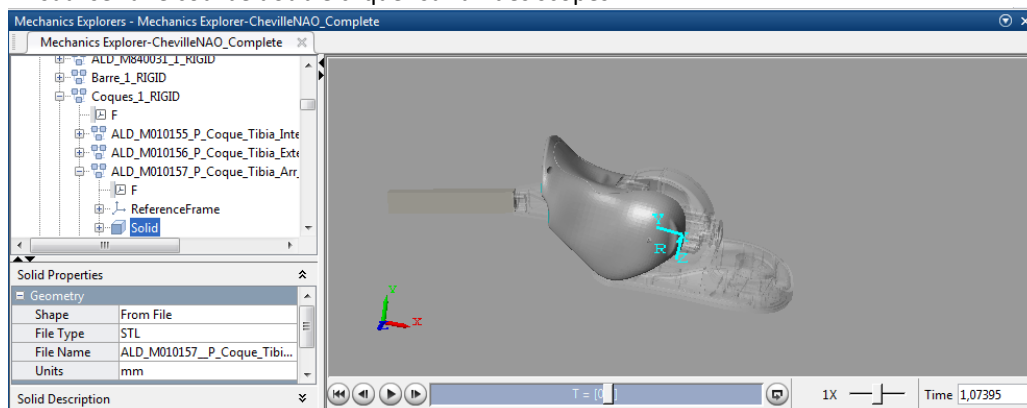 Mechanics Explorers - Mechanics Explorer-ChevilleNAO_Complete
Mechanics Explorer-ChevilleNAO_Complete
ALD_M840031_1_RIGID
Barre_1_RIGID
Coques_1_RIGID
F
ALD_M010155_P_Coque_Tibia_Inte
ALD_M010156_P_Coque_Tibia_Exte
ALD_M010157_P_Coque_Tibia_Arr_
F
ReferenceFrame
Solid
Solid Properties
Geometry
Shape From File
File Type STL
File Name ALD_M010157__P_Coque_Tibi...
Units mm
Solid Description
Y
R
Z
Y
X
Z
T = [0
1X
Time 1,07395